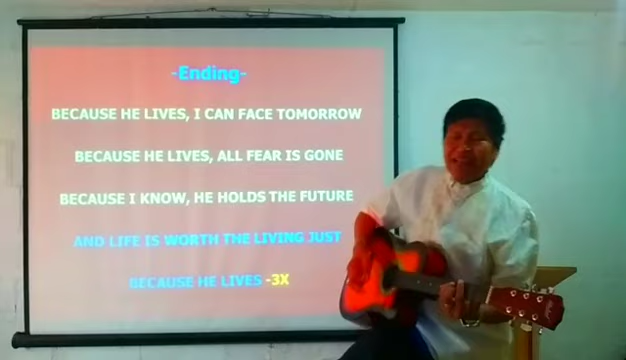 -Ending-
BECAUSE HE LIVES, I CAN FACE TOMORROW
BECAUSE HE LIVES, ALL FEAR IS GONE
BECAUSE I KNOW, HE HOLDS THE FUTURE
AND LIFE IS WORTH THE LIVING JUST
BECAUSE HE LIVES -3X